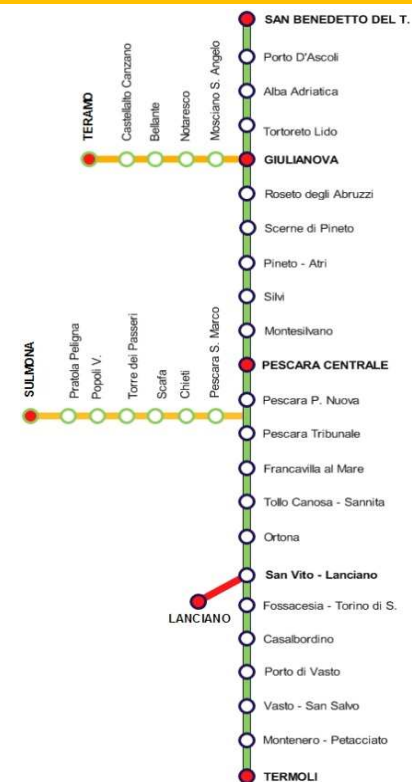 SAN BENEDETTO DEL T.
Porto D'Ascoli
Alba Adriatica
Tortoreto Lido
GIULIANOVA
TERAMO
Castellalto Canzano
Bellante
Notaresco
Mosciano S. Angelo
Roseto degli Abruzzi
Scerne di Pineto
Pineto - Atri
Silvi
Montesilvano
PESCARA CENTRALE
Pescara P. Nuova
SULMONA
Pratola Peligna
Popoli V.
Torre dei Passeri
Scafa
Chieti
Pescara S. Marco
Pescara Tribunale
Francavilla al Mare
Tollo Canosa - Sannita
Ortona
San Vito - Lanciano
LANCIANO
Fossacesia - Torino di S.
Casalbordino
Porto di Vasto
Vasto - San Salvo
Montenero - Petacciato
TERMOLI